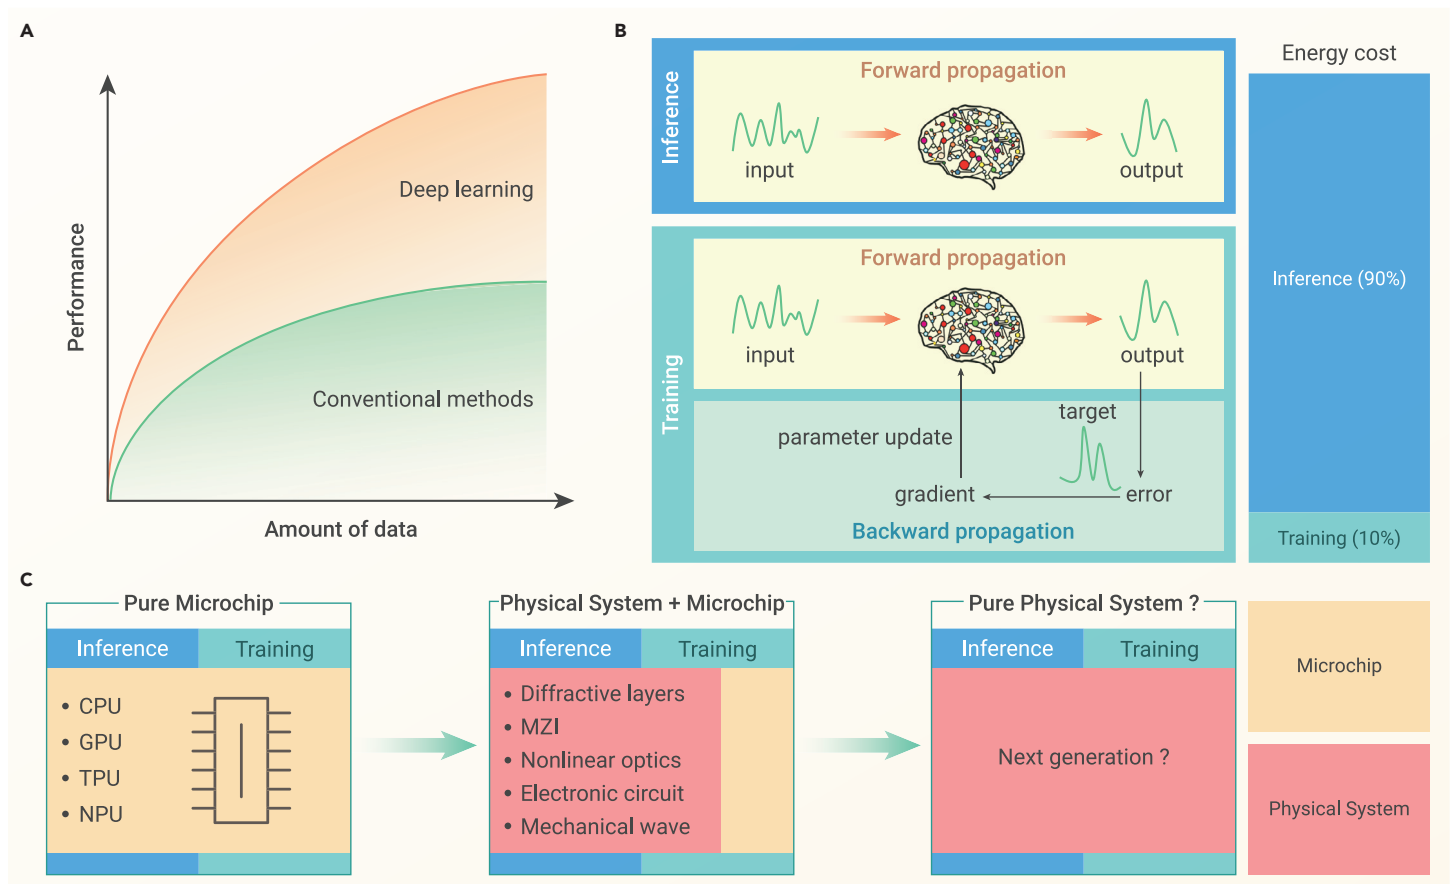 A
Performance
Deep learning
Conventional methods
Amount of data
B
Inference
Forward propagation
input
output
Training
Forward propagation
input
output
target
parameter update
gradient
error
Backward propagation
Energy cost
Inference (90%)
Training (10%)
C
Pure Microchip
Inference
Training
• CPU
• GPU
• TPU
• NPU
Physical System + Microchip
Inference
Training
• Diffractive layers
• MZI
• Nonlinear optics
• Electronic circuit
• Mechanical wave
Pure Physical System ?
Inference
Training
Next generation ?
Microchip
Physical System